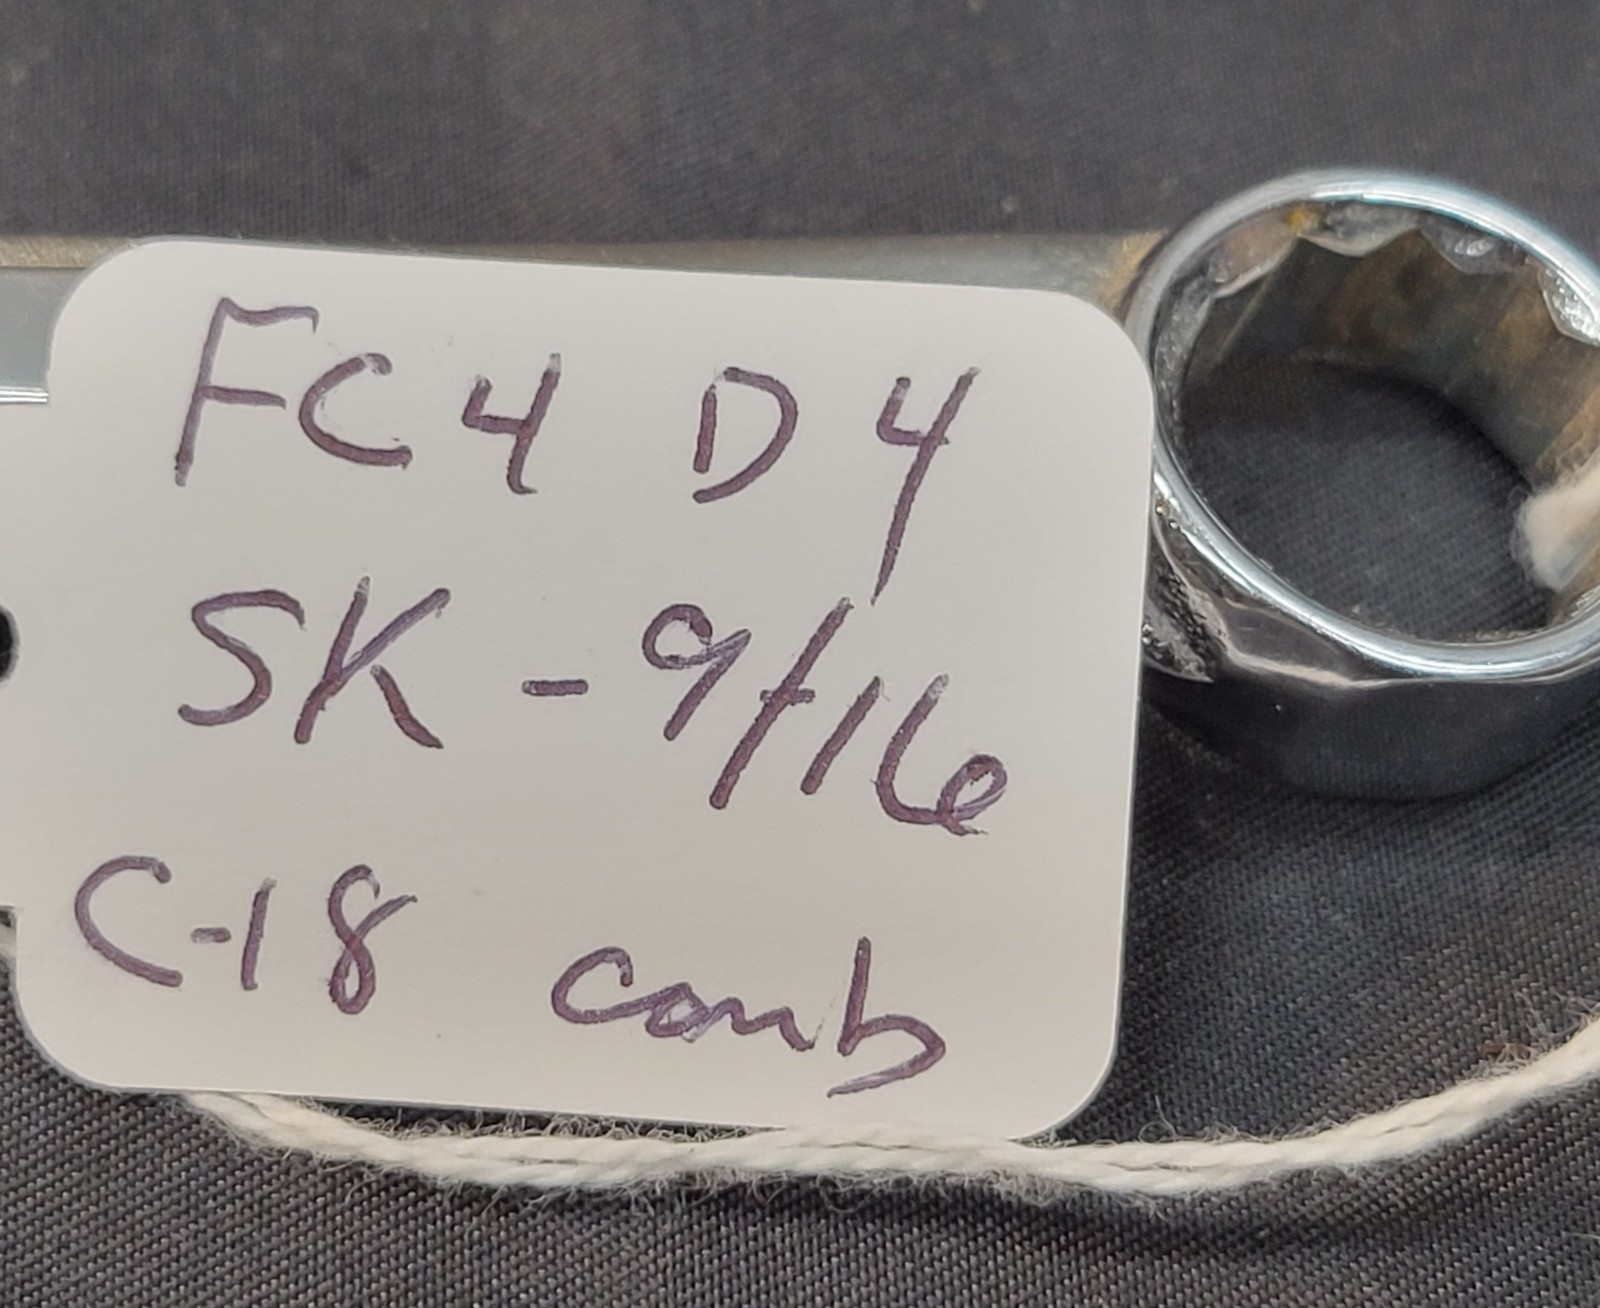 FC4 D4
SK - 9/16
C-18 comb